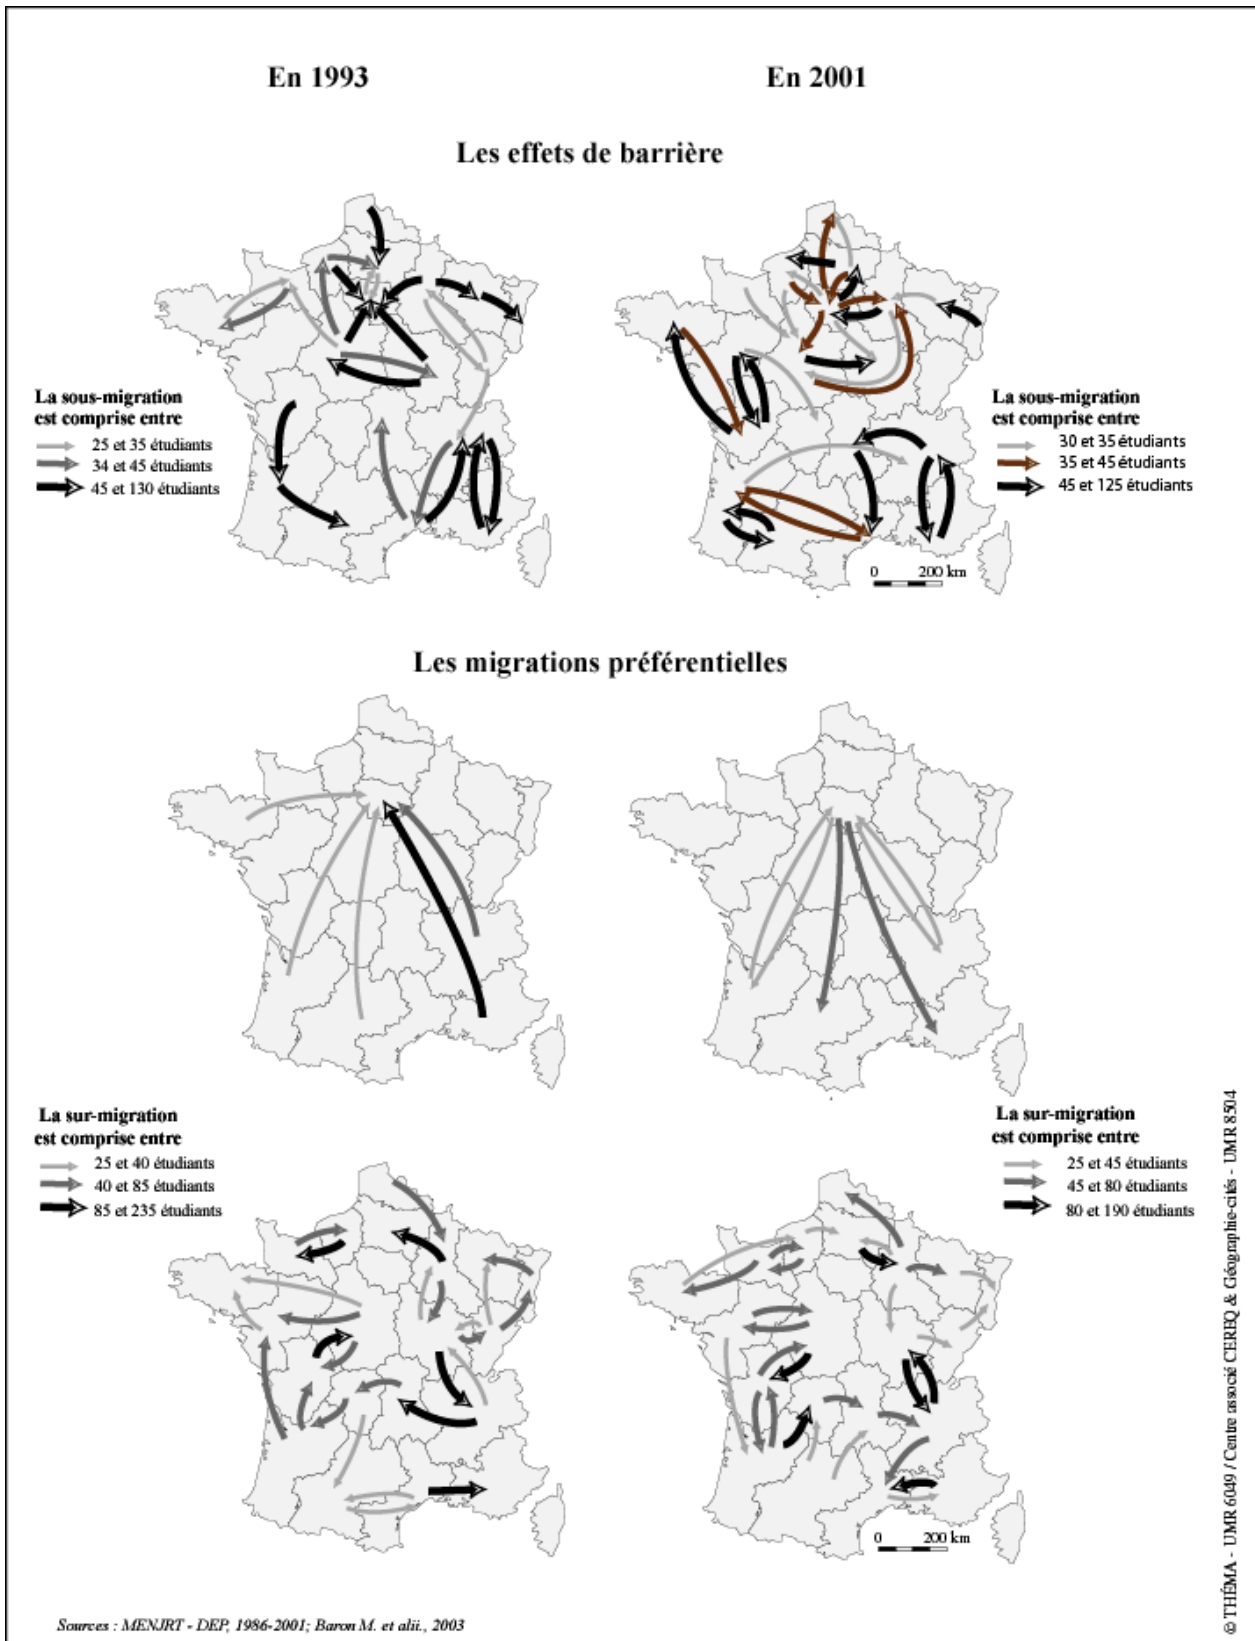 En 1993
En 2001
Les effets de barrière
La sous-migration
est comprise entre
25 et 35 étudiants
34 et 45 étudiants
45 et 130 étudiants
La sous-migration
est comprise entre
30 et 35 étudiants
35 et 45 étudiants
45 et 125 étudiants
0 200 km
Les migrations préférentielles
La sur-migration
est comprise entre
25 et 40 étudiants
40 et 85 étudiants
85 et 235 étudiants
La sur-migration
est comprise entre
25 et 45 étudiants
45 et 80 étudiants
80 et 190 étudiants
0 200 km
Sources : MENJRT - DEP, 1986-2001; Baron M. et alii., 2003
© THÉMA - UMR 6049 / Centre associé CEREQ & Géographie-cités - UMR 8504